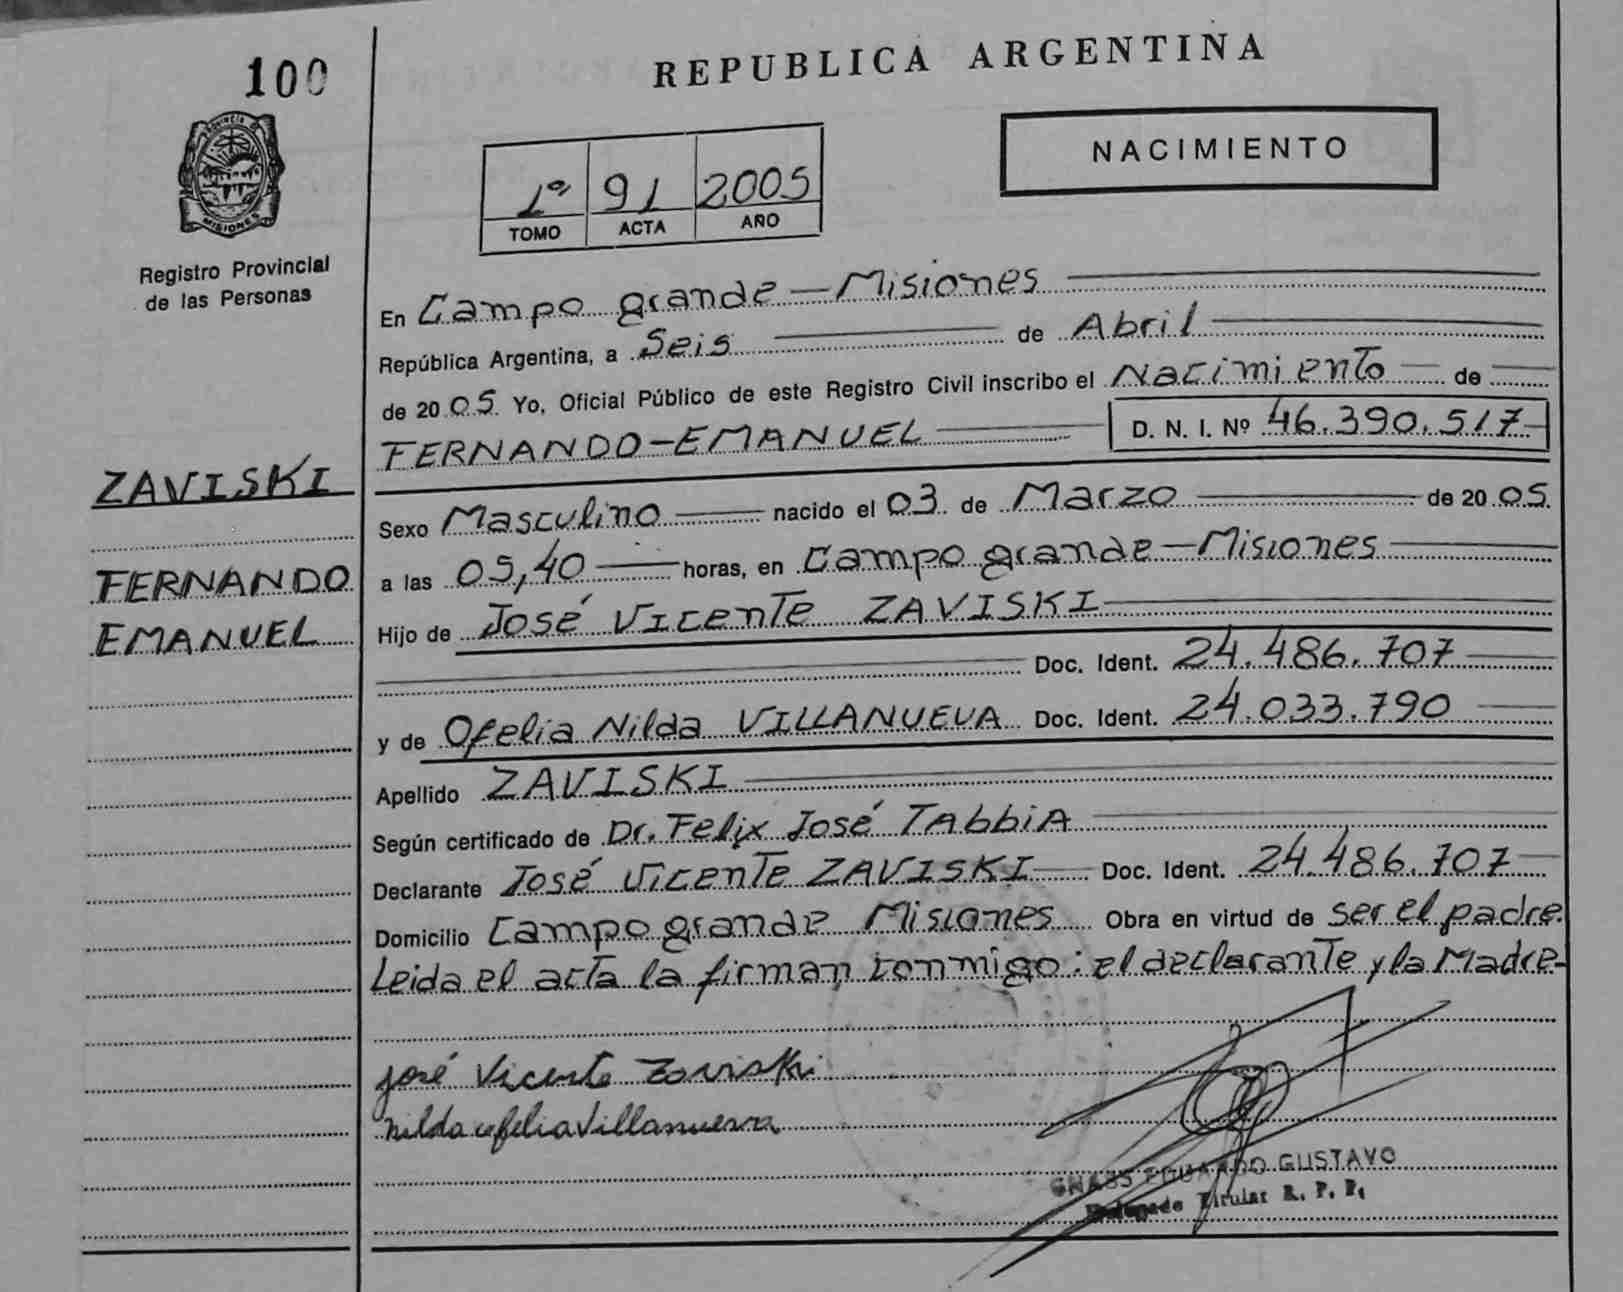 100
REPUBLICA ARGENTINA
PROVINCIA DE
MISIONES
Registro Provincial
de las Personas
1º 91 2005
TOMO ACTA AÑO
NACIMIENTO
En Campo grande - Misiones
República Argentina, a Seis de Abril
de 20 05. Yo, Oficial Público de este Registro Civil inscribo el Nacimiento de
FERNANDO-EMANUEL D. N. I. Nº 46.390.517
ZAVISKI
FERNANDO
EMANUEL
Sexo Masculino nacido el 03 de Marzo de 20 05.
a las 05,40 horas, en Campo grande - Misiones
Hijo de José Vicente ZAVISKI
Doc. Ident. 24.486.707
y de Ofelia Nilda VILLANUEVA Doc. Ident. 24.033.790
Apellido ZAVISKI
Según certificado de Dr. Felix José TAbbiA
Declarante José Vicente ZAVISKI Doc. Ident. 24.486.707
Domicilio Campo grande Misiones Obra en virtud de ser el padre.
Leida el acta la firman conmigo: el declarante y la Madre-
José Vicente Zaviski
nilda ofelia Villanueva
GNASS EDUARDO GUSTAVO
Delegado Titular R. P. P.